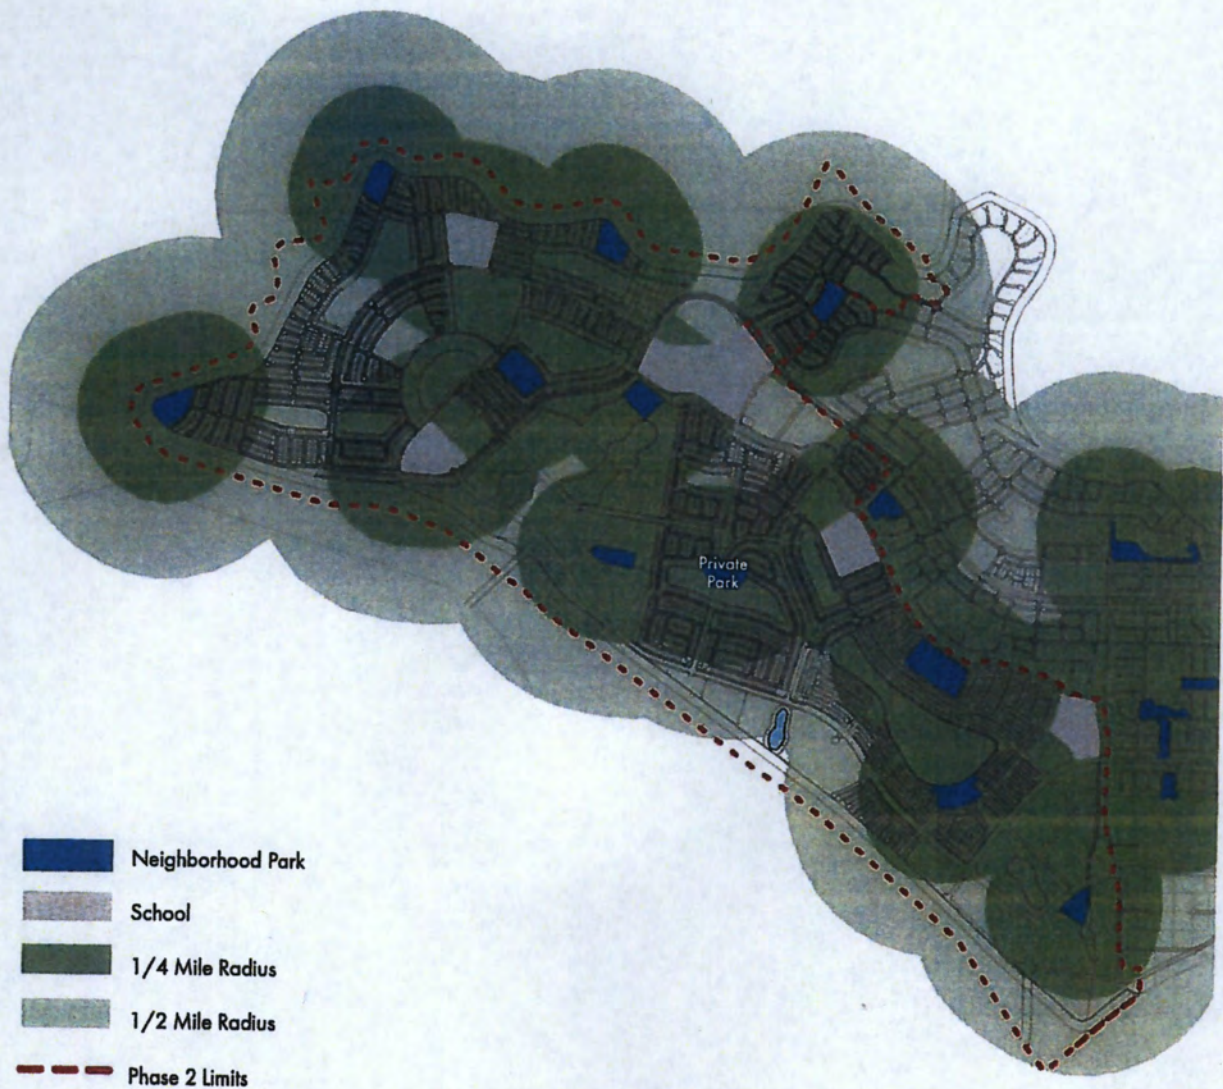 Private
Park
Neighborhood Park
School
1/4 Mile Radius
1/2 Mile Radius
Phase 2 Limits